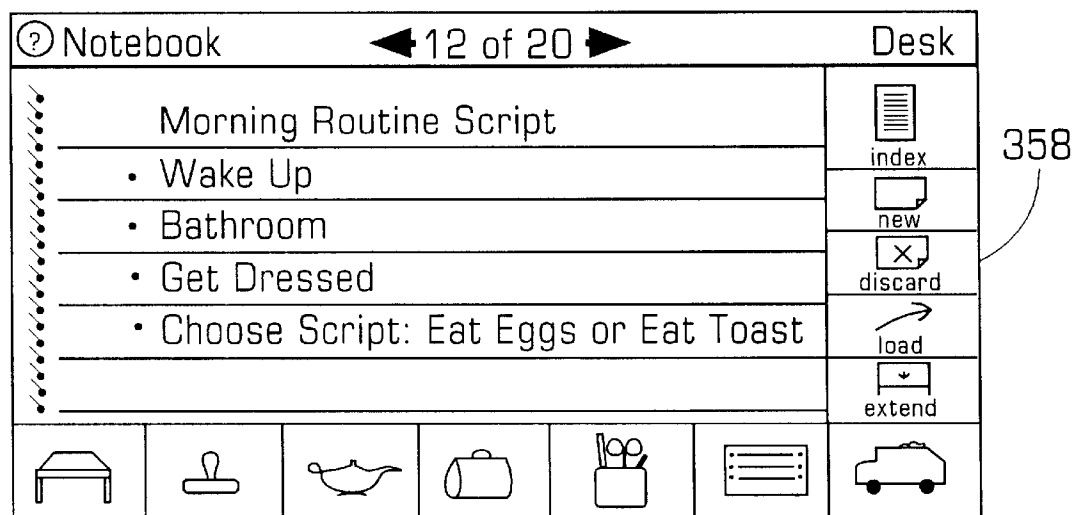 ? Notebook 12 of 20 Desk
Morning Routine Script
• Wake Up
• Bathroom
• Get Dressed
• Choose Script: Eat Eggs or Eat Toast
index
new
discard
load
extend
358